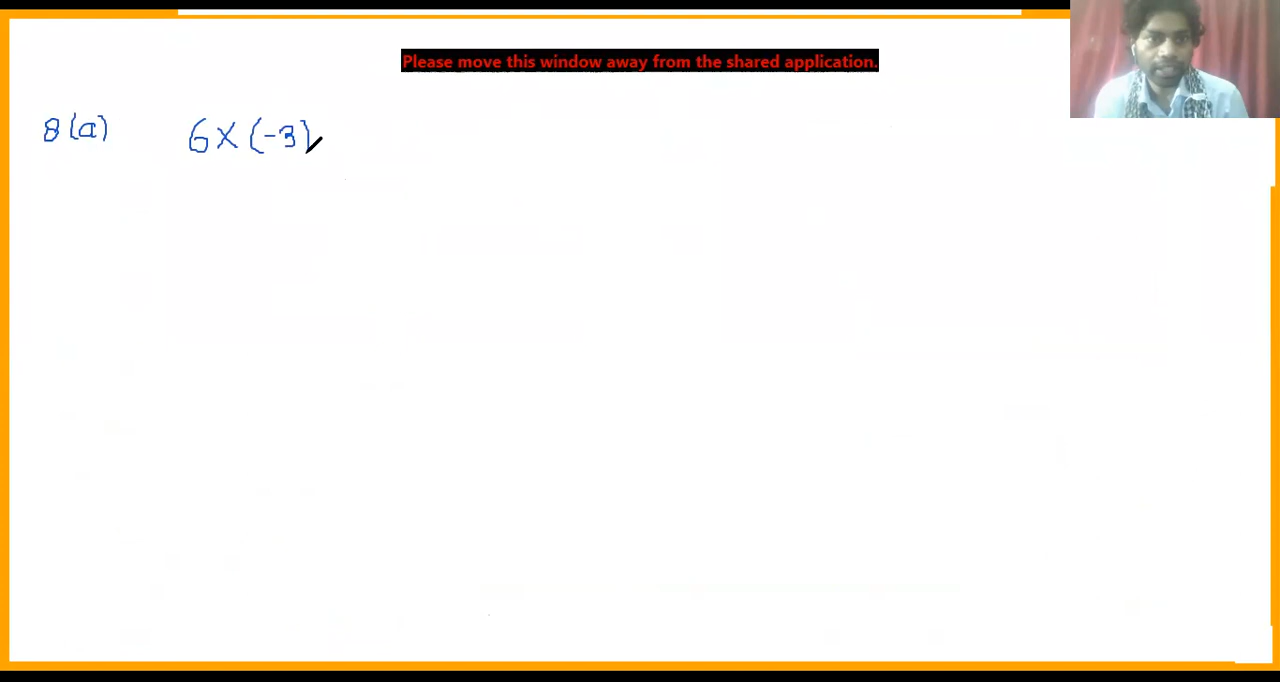 Please move this window away from the shared application.
8(a) 6 × (-3)